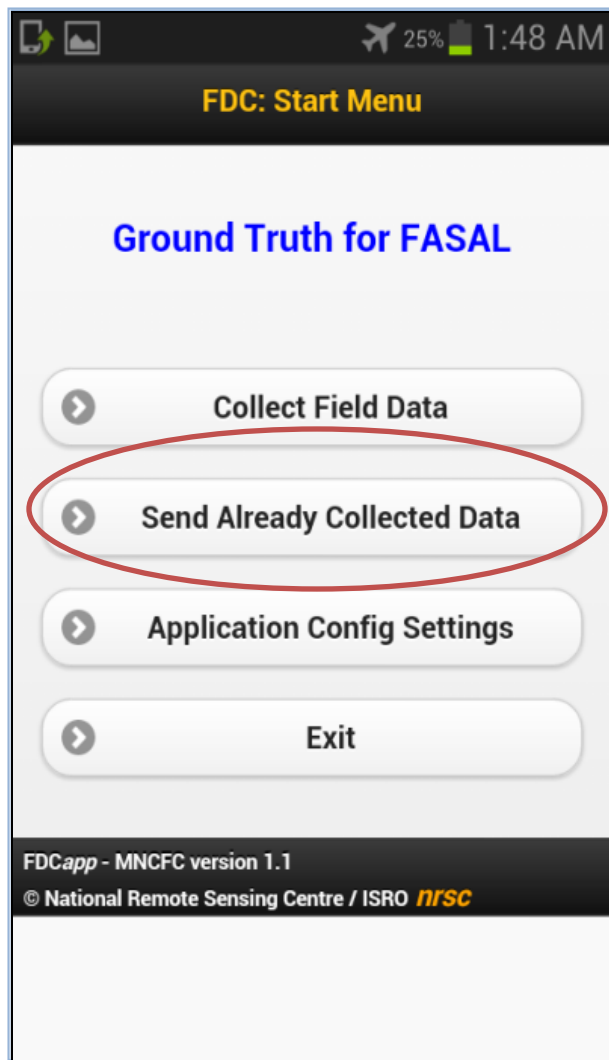 25% 1:48 AM
FDC: Start Menu
Ground Truth for FASAL
Collect Field Data
Send Already Collected Data
Application Config Settings
Exit
FDCapp - MNCFC version 1.1
© National Remote Sensing Centre / ISRO nrsc